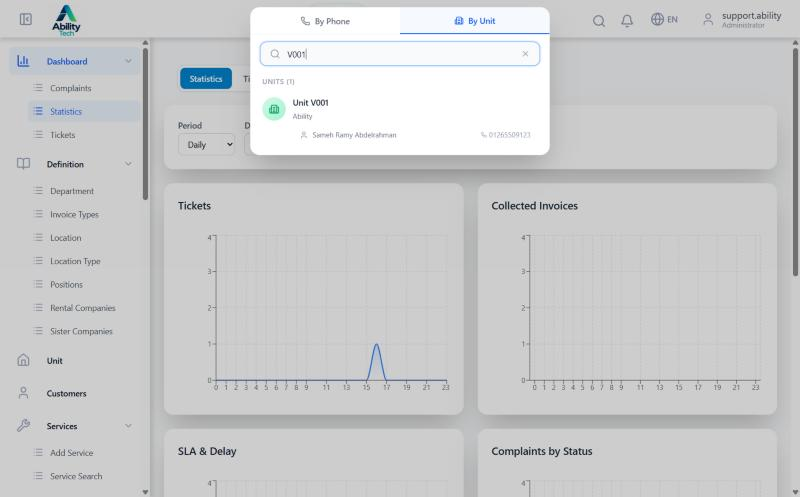 Ability
Tech
By Phone
By Unit
EN
support.ability
Administrator
V001
UNITS (1)
Unit V001
Ability
Sameh Ramy Abdelrahman
01265509123
Dashboard
Complaints
Statistics
Tickets
Definition
Department
Invoice Types
Location
Location Type
Positions
Rental Companies
Sister Companies
Unit
Customers
Services
Add Service
Service Search
Statistics
Period
Daily
Tickets
4
3
2
1
0
0 1 2 3 4 5 6 7 8 9 11 13 15 17 19 21 23
Collected Invoices
4
3
2
1
0
0 1 2 3 4 5 6 7 8 9 11 13 15 17 19 21 23
SLA & Delay
4
Complaints by Status
4